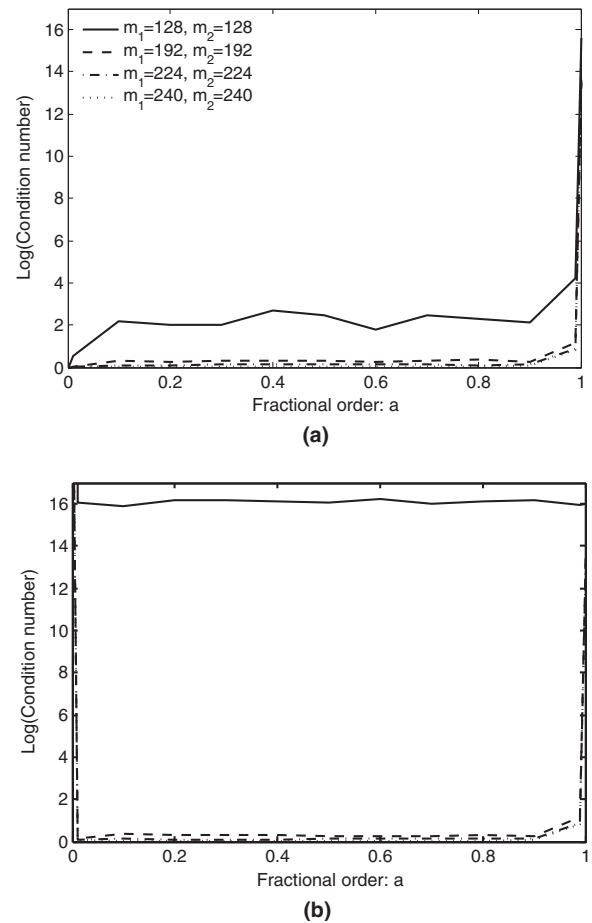 16
14
12
10
8
6
4
2
0
Log(Condition number)
m1=128, m2=128
m1=192, m2=192
m1=224, m2=224
m1=240, m2=240
0 0.2 0.4 0.6 0.8 1
Fractional order: a
(a)
16
14
12
10
8
6
4
2
0
Log(Condition number)
0 0.2 0.4 0.6 0.8 1
Fractional order: a
(b)